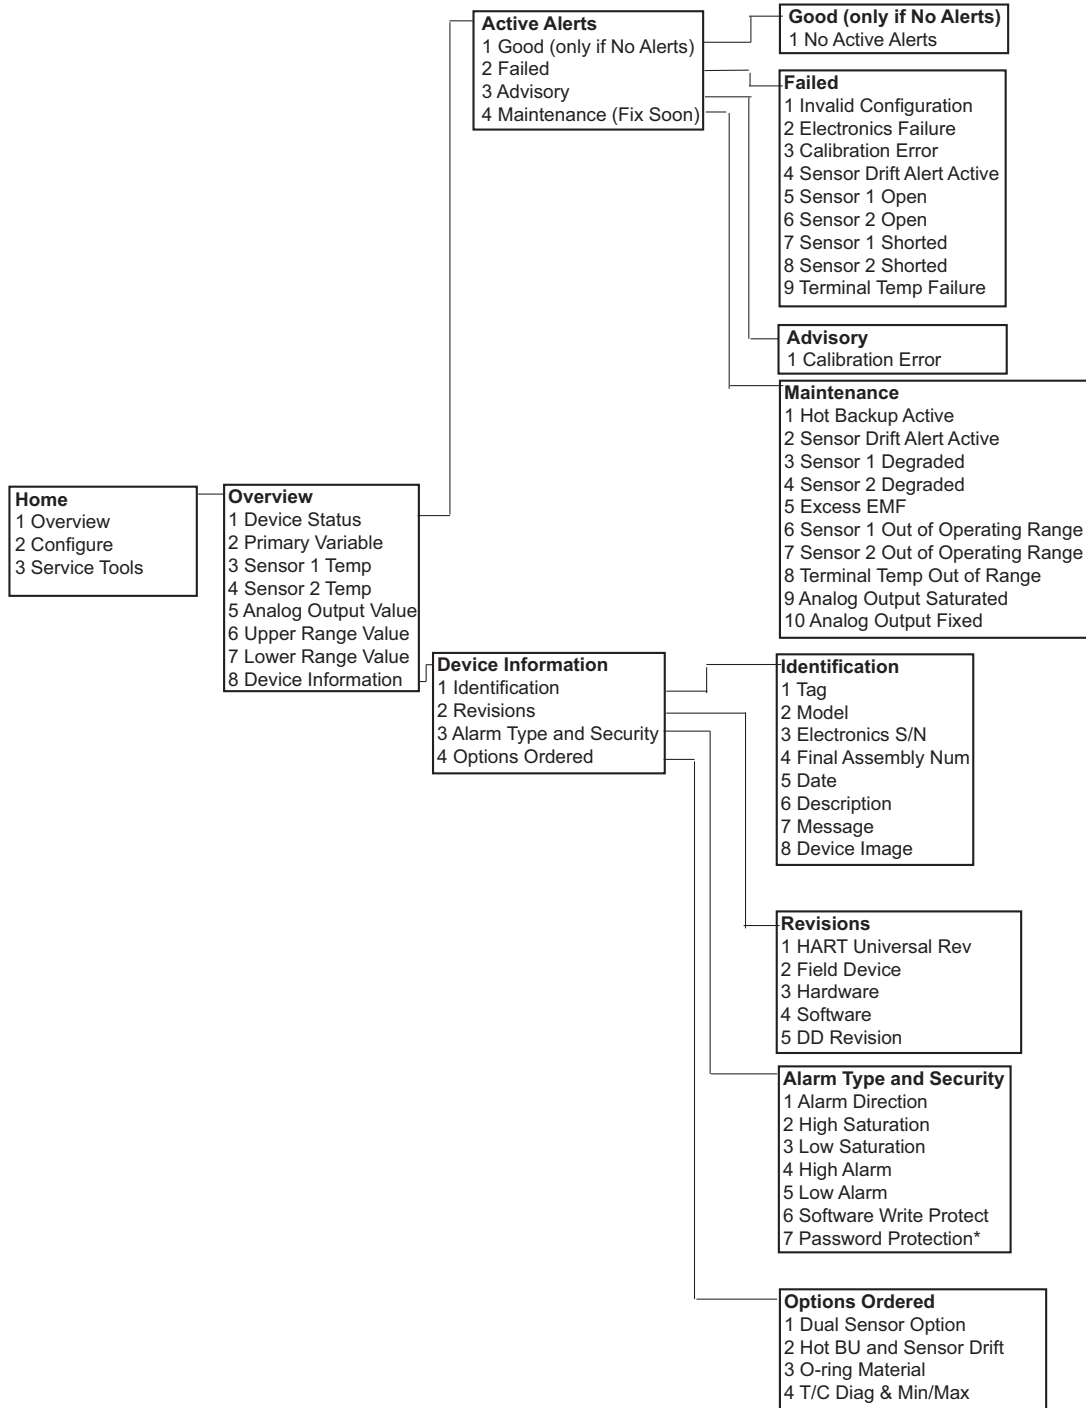 Active Alerts
1 Good (only if No Alerts)
2 Failed
3 Advisory
4 Maintenance (Fix Soon)
Good (only if No Alerts)
1 No Active Alerts
Failed
1 Invalid Configuration
2 Electronics Failure
3 Calibration Error
4 Sensor Drift Alert Active
5 Sensor 1 Open
6 Sensor 2 Open
7 Sensor 1 Shorted
8 Sensor 2 Shorted
9 Terminal Temp Failure
Advisory
1 Calibration Error
Maintenance
1 Hot Backup Active
2 Sensor Drift Alert Active
3 Sensor 1 Degraded
4 Sensor 2 Degraded
5 Excess EMF
6 Sensor 1 Out of Operating Range
7 Sensor 2 Out of Operating Range
8 Terminal Temp Out of Range
9 Analog Output Saturated
10 Analog Output Fixed
Home
1 Overview
2 Configure
3 Service Tools
Overview
1 Device Status
2 Primary Variable
3 Sensor 1 Temp
4 Sensor 2 Temp
5 Analog Output Value
6 Upper Range Value
7 Lower Range Value
8 Device Information
Device Information
1 Identification
2 Revisions
3 Alarm Type and Security
4 Options Ordered
Identification
1 Tag
2 Model
3 Electronics S/N
4 Final Assembly Num
5 Date
6 Description
7 Message
8 Device Image
Revisions
1 HART Universal Rev
2 Field Device
3 Hardware
4 Software
5 DD Revision
Alarm Type and Security
1 Alarm Direction
2 High Saturation
3 Low Saturation
4 High Alarm
5 Low Alarm
6 Software Write Protect
7 Password Protection*
Options Ordered
1 Dual Sensor Option
2 Hot BU and Sensor Drift
3 O-ring Material
4 T/C Diag & Min/Max